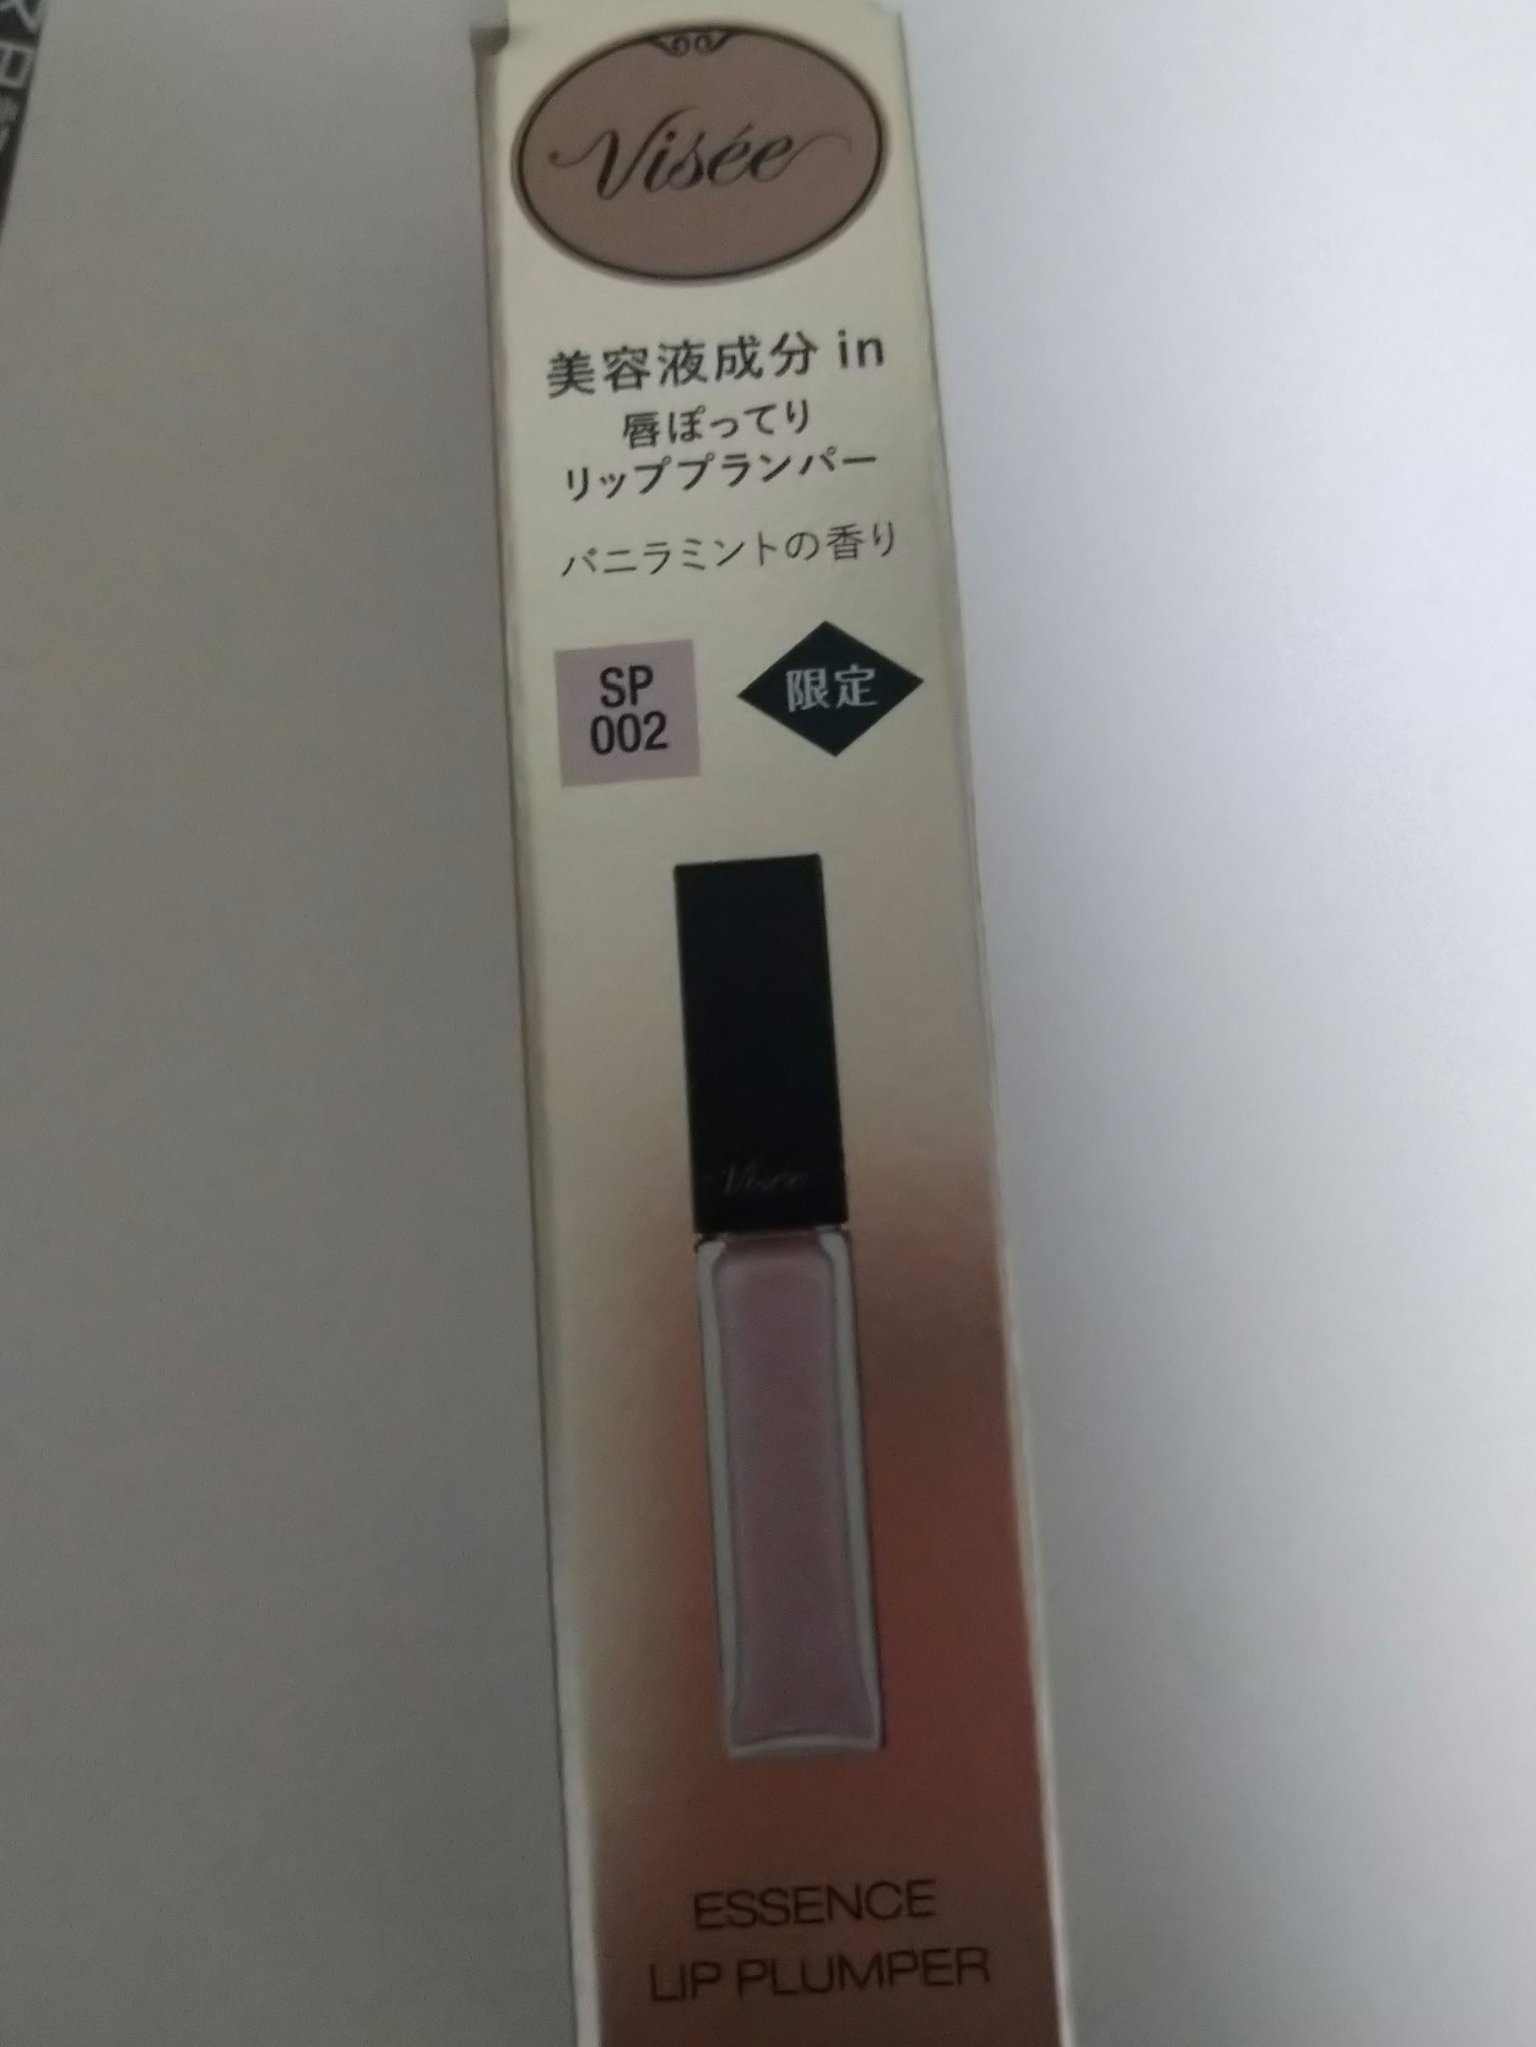 Visée
美容液成分 in
唇ぽってり
リッププランパー
バニラミントの香り
SP
002
限定
Visée
ESSENCE
LIP PLUMPER